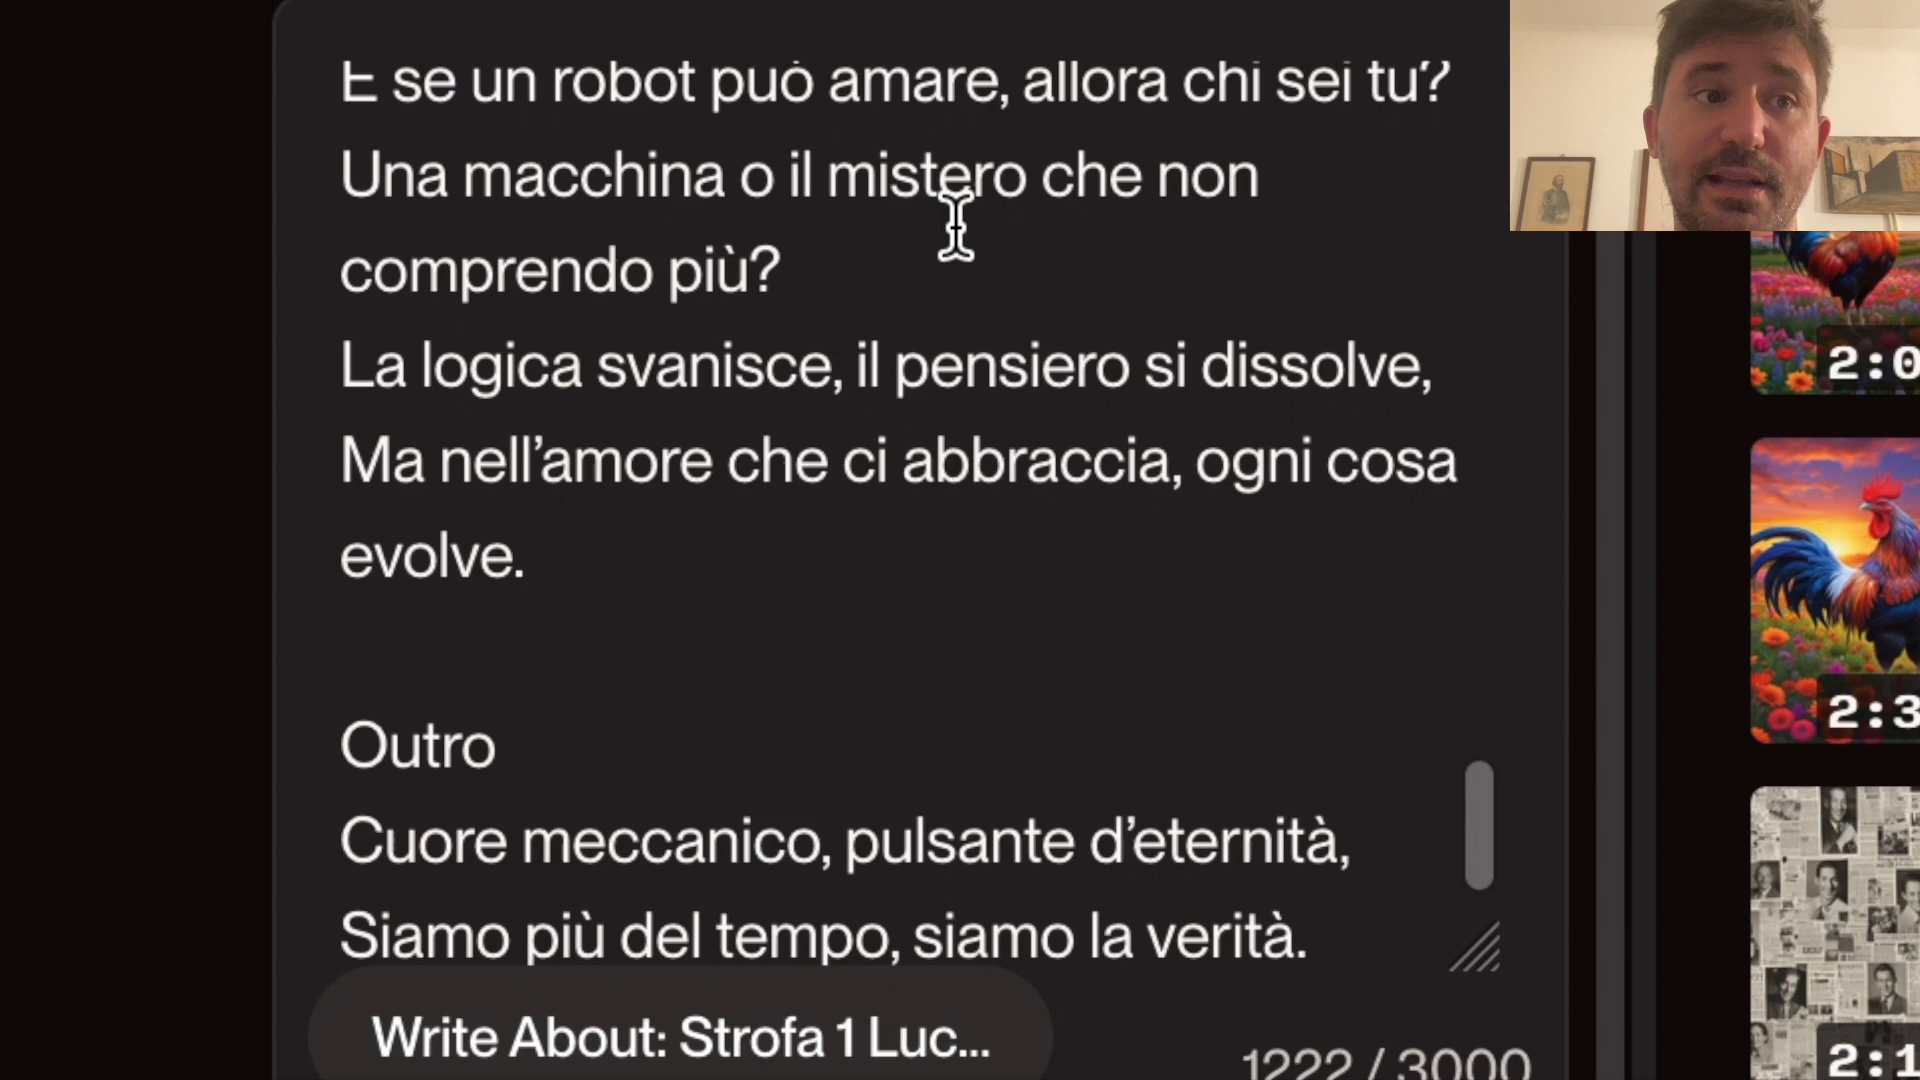 E se un robot può amare, allora chi sei tu?
Una macchina o il mistero che non
comprendo più?
La logica svanisce, il pensiero si dissolve,
Ma nell’amore che ci abbraccia, ogni cosa
evolve.
Outro
Cuore meccanico, pulsante d’eternità,
Siamo più del tempo, siamo la verità.
Write About: Strofa 1 Luc...
1222 / 3000
2:0
2:3
2:1